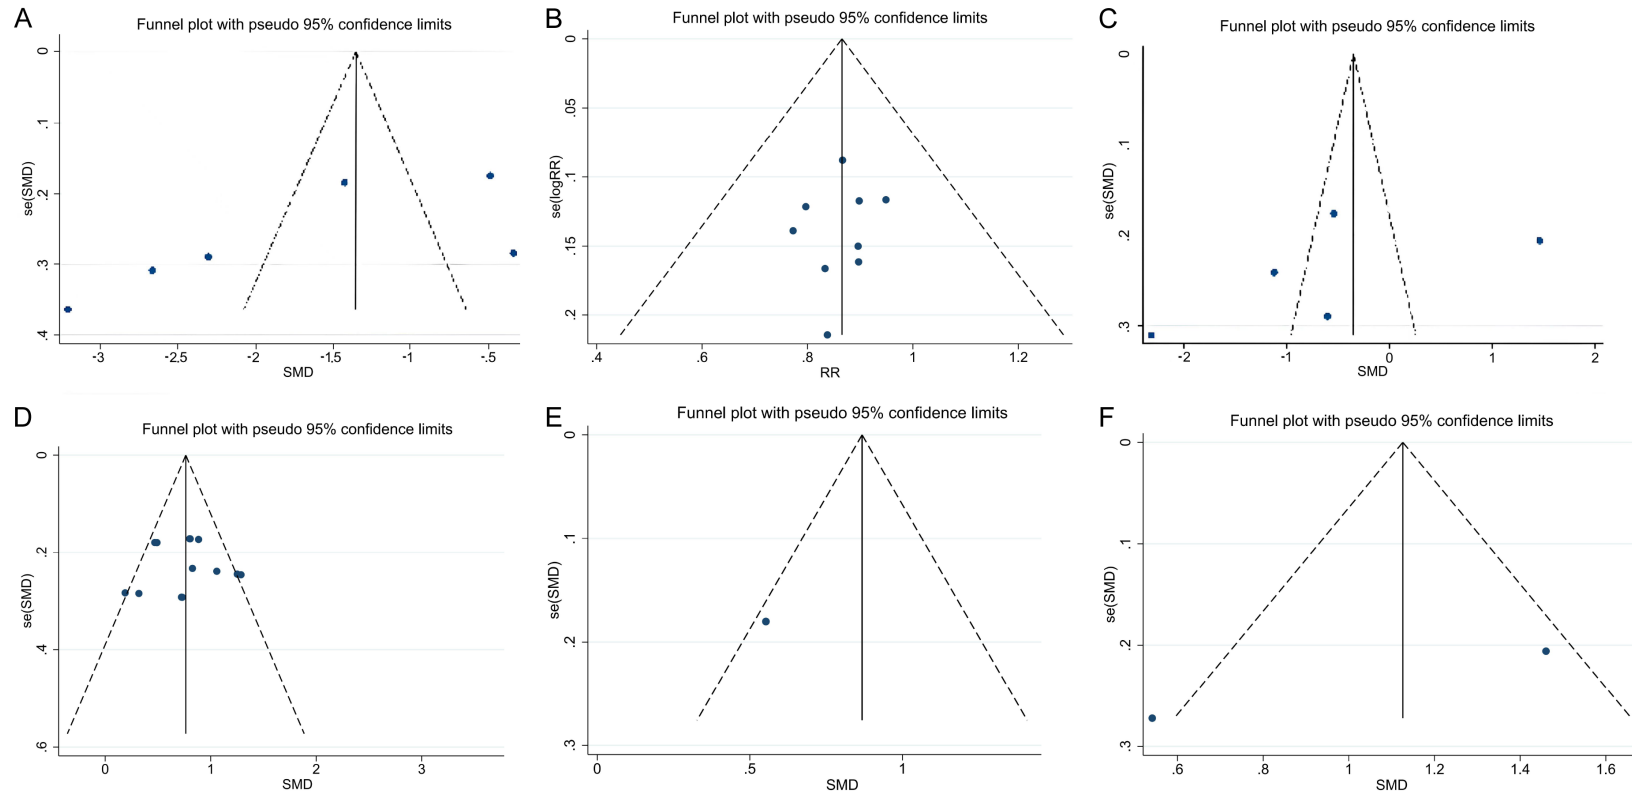 A
Funnel plot with pseudo 95% confidence limits
0
.1
.2
.3
.4
se(SMD)
-3
-2.5
-2
-1.5
-1
-.5
SMD
B
Funnel plot with pseudo 95% confidence limits
0
.05
.1
.15
.2
se(logRR)
.4
.6
.8
1
1.2
RR
C
Funnel plot with pseudo 95% confidence limits
0
.1
.2
.3
se(SMD)
-2
-1
0
1
2
SMD
D
Funnel plot with pseudo 95% confidence limits
0
.2
.4
.6
se(SMD)
0
1
2
3
SMD
E
Funnel plot with pseudo 95% confidence limits
0
.1
.2
.3
se(SMD)
0
.5
1
SMD
F
Funnel plot with pseudo 95% confidence limits
0
.1
.2
.3
se(SMD)
.6
.8
1
1.2
1.4
1.6
SMD